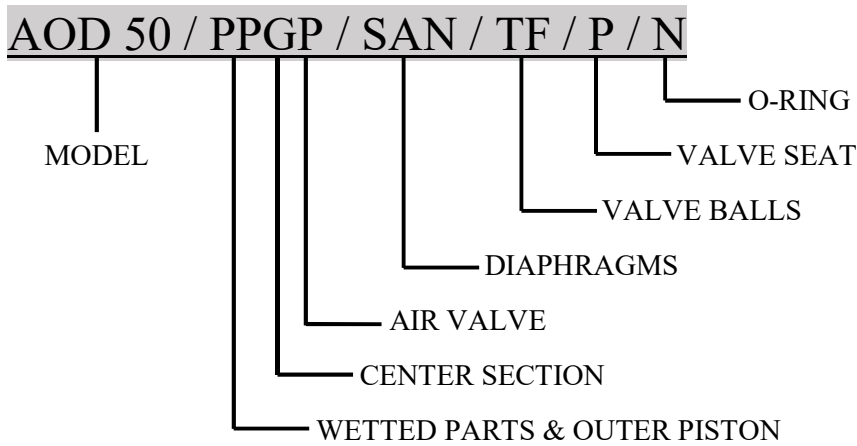 AOD 50 / PPGP / SAN / TF / P / N
O-RING
MODEL
VALVE SEAT
VALVE BALLS
DIAPHRAGMS
AIR VALVE
CENTER SECTION
WETTED PARTS & OUTER PISTON